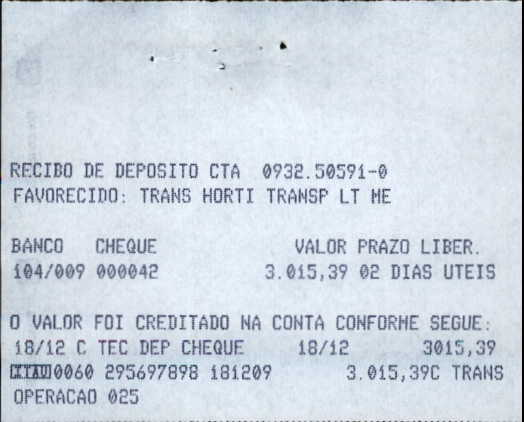 RECIBO DE DEPOSITO CTA 0932.50591-0
FAVORECIDO: TRANS HORTI TRANSP LT ME
BANCO CHEQUE VALOR PRAZO LIBER.
104/009 000042 3.015,39 02 DIAS UTEIS
O VALOR FOI CREDITADO NA CONTA CONFORME SEGUE:
18/12 C TEC DEP CHEQUE 18/12 3015,39
ITAU0060 295697898 181209 3.015,39C TRANS
OPERACAO 025